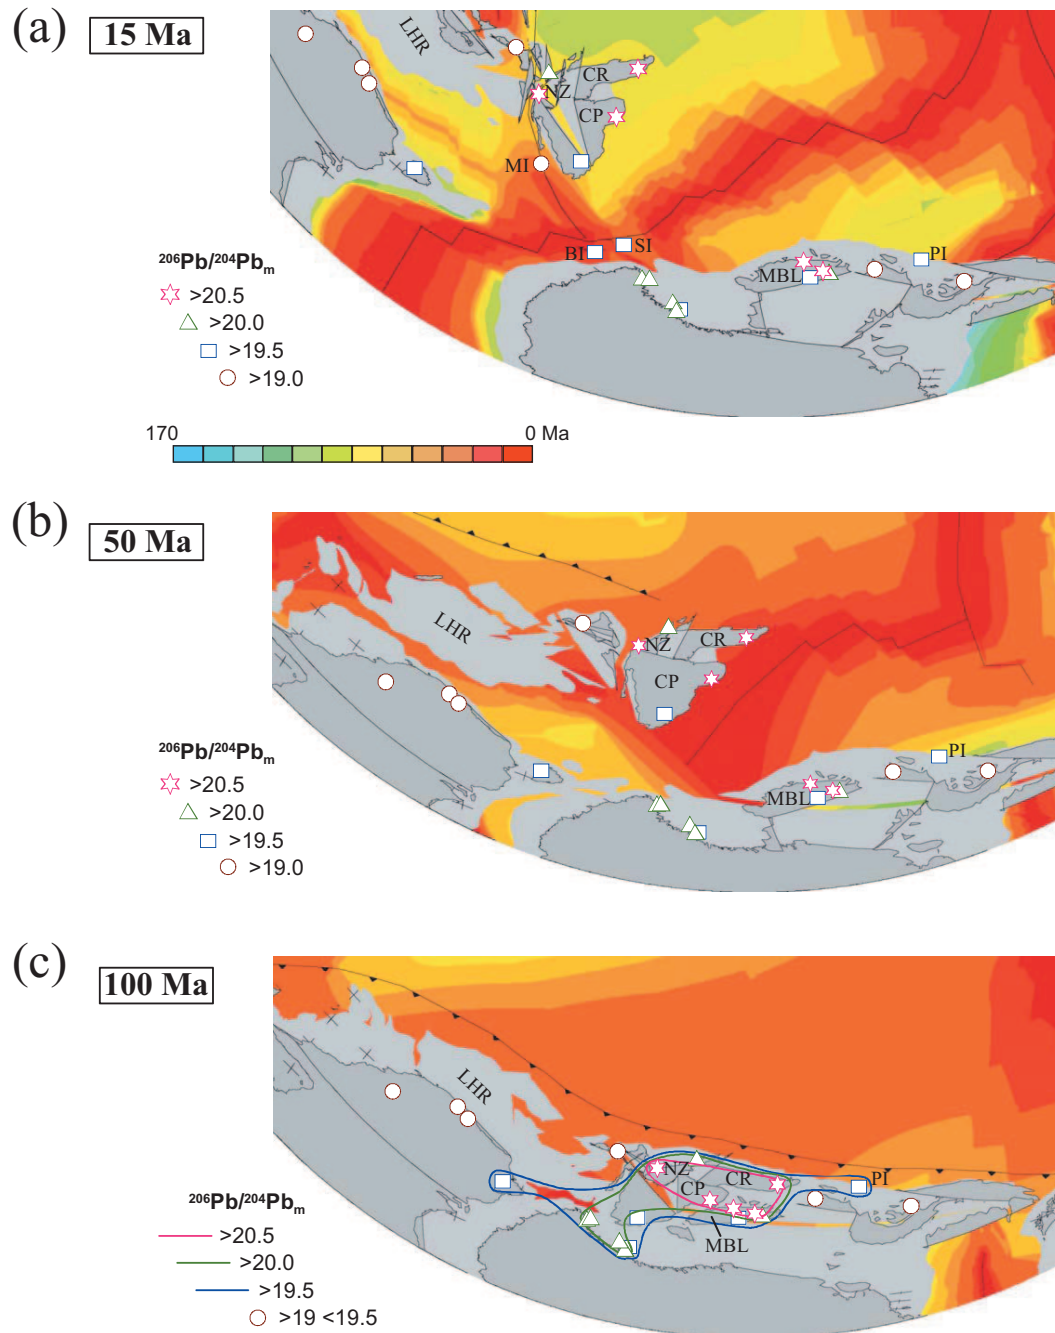 (a) 15 Ma
LHR
NZ
CR
CP
MI
BI
SI
MBL
PI
²⁰⁶Pb/²⁰⁴Pbₘ
>20.5
>20.0
>19.5
>19.0
170 0 Ma
(b) 50 Ma
LHR
NZ
CR
CP
MBL
PI
²⁰⁶Pb/²⁰⁴Pbₘ
>20.5
>20.0
>19.5
>19.0
(c) 100 Ma
LHR
NZ
CR
CP
PI
MBL
²⁰⁶Pb/²⁰⁴Pbₘ
>20.5
>20.0
>19.5
>19 <19.5